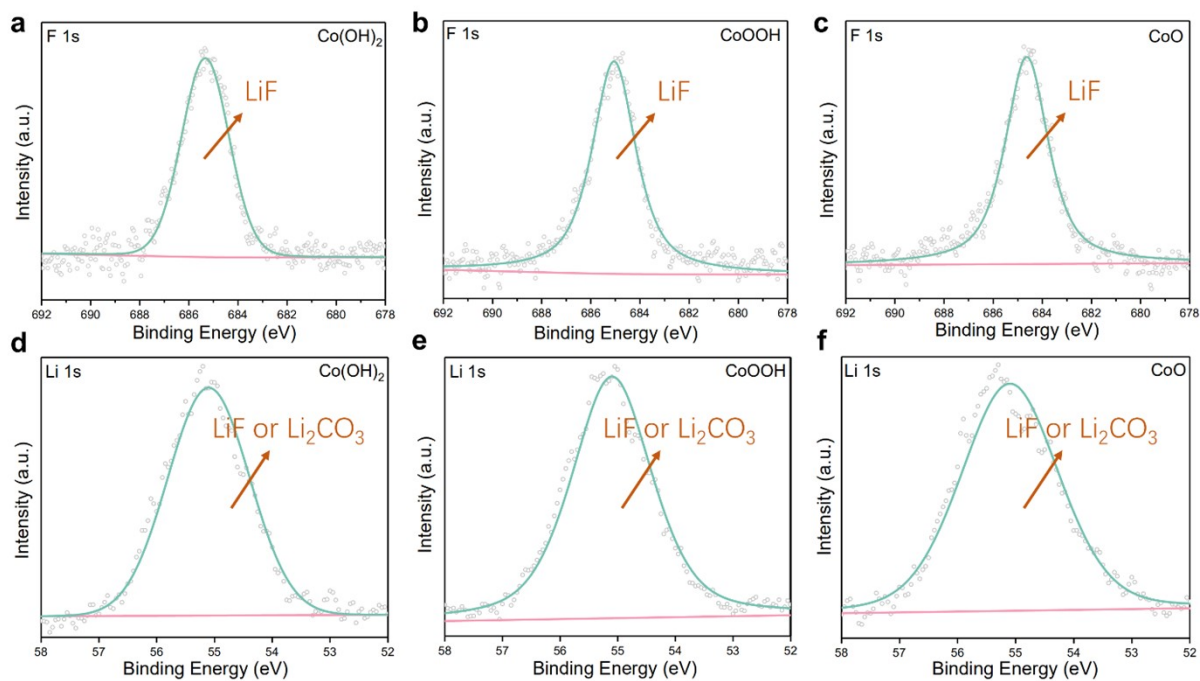 a
F 1s
Co(OH)₂
LiF
Intensity (a.u.)
692 690 688 686 684 682 680 678
Binding Energy (eV)
b
F 1s
CoOOH
LiF
Intensity (a.u.)
692 690 688 686 684 682 680 678
Binding Energy (eV)
c
F 1s
CoO
LiF
Intensity (a.u.)
692 690 688 686 684 682 680 678
Binding Energy (eV)
d
Li 1s
Co(OH)₂
LiF or Li₂CO₃
Intensity (a.u.)
58 57 56 55 54 53 52
Binding Energy (eV)
e
Li 1s
CoOOH
LiF or Li₂CO₃
Intensity (a.u.)
58 57 56 55 54 53 52
Binding Energy (eV)
f
Li 1s
CoO
LiF or Li₂CO₃
Intensity (a.u.)
58 57 56 55 54 53 52
Binding Energy (eV)